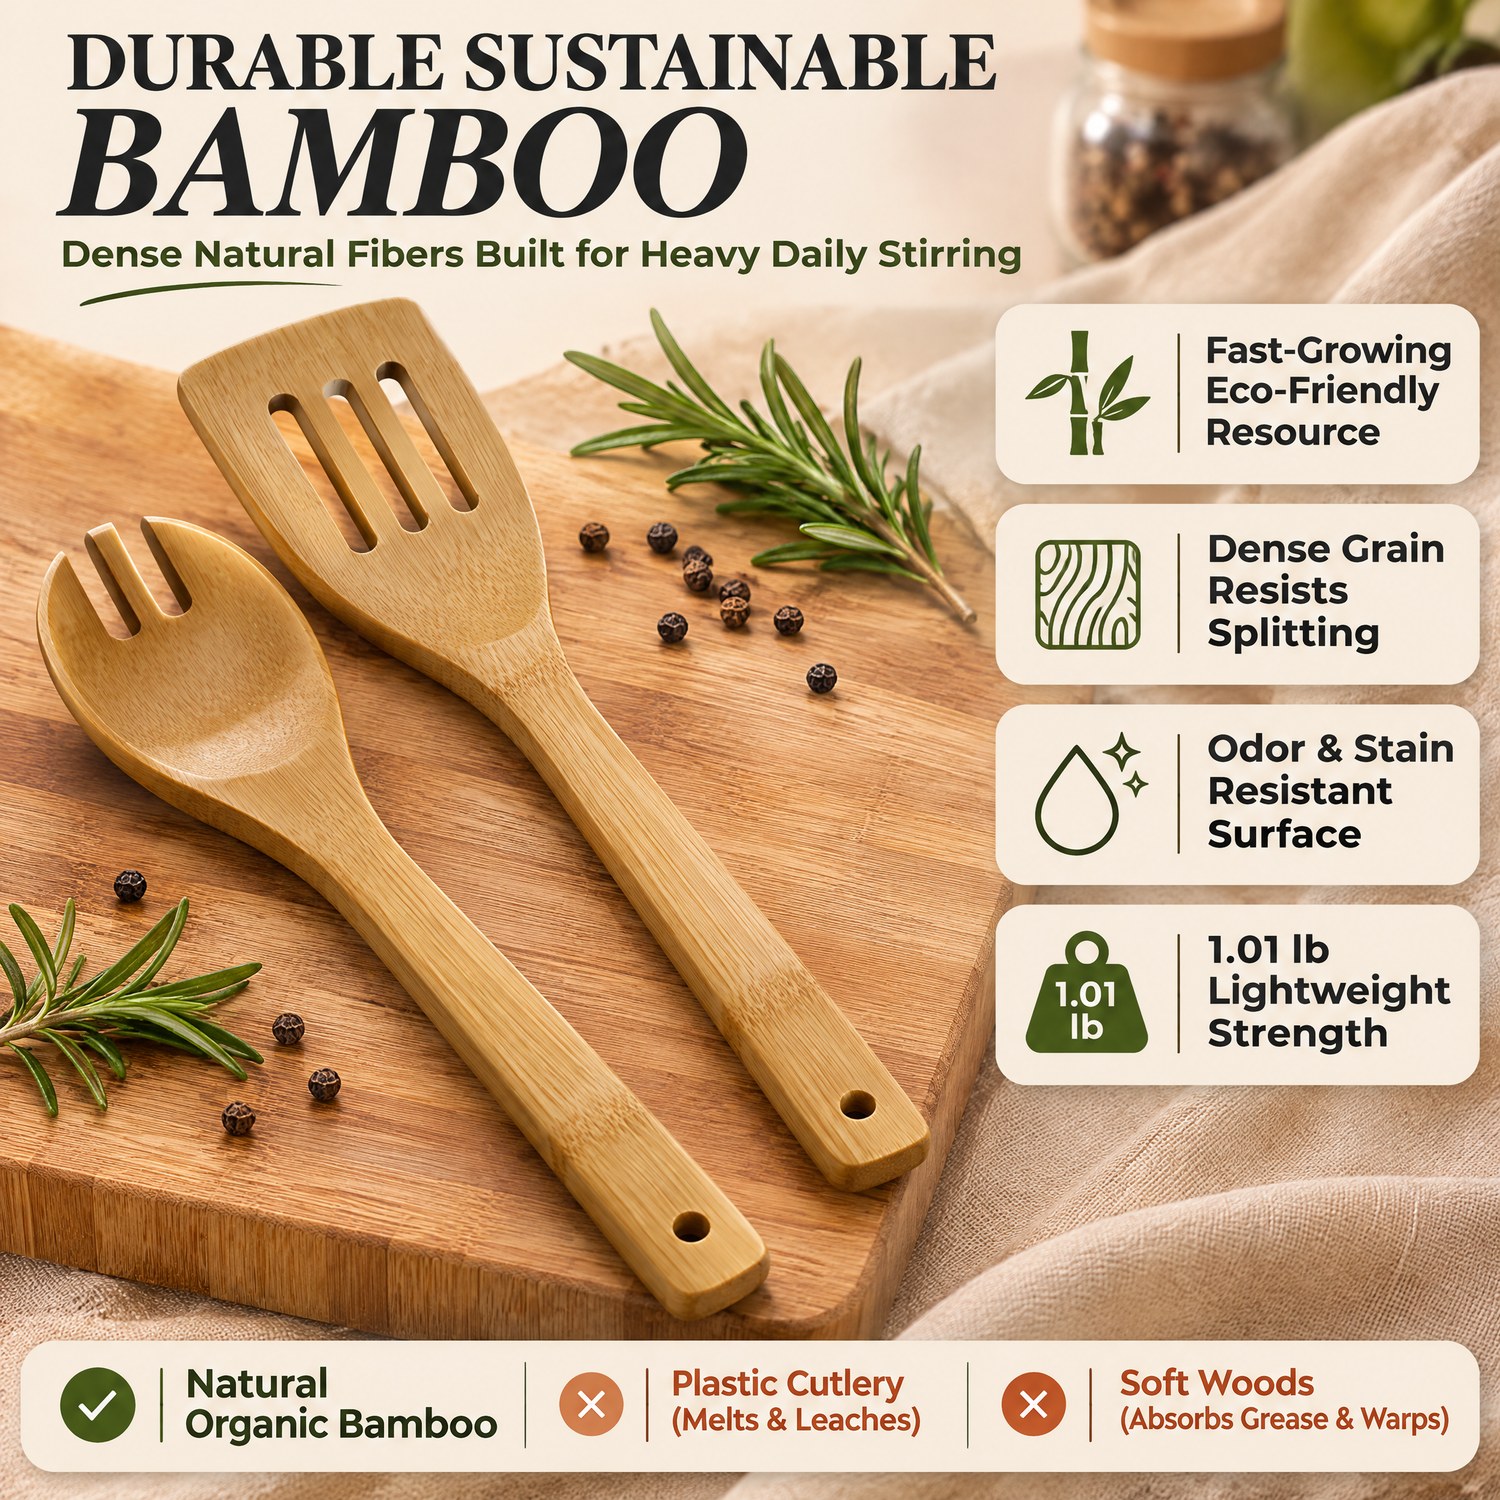 DURABLE SUSTAINABLE
BAMBOO
Dense Natural Fibers Built for Heavy Daily Stirring
Fast-Growing
Eco-Friendly
Resource
Dense Grain
Resists
Splitting
Odor & Stain
Resistant
Surface
1.01
lb
1.01 lb
Lightweight
Strength
Natural
Organic Bamboo
Plastic Cutlery
(Melts & Leaches)
Soft Woods
(Absorbs Grease & Warps)